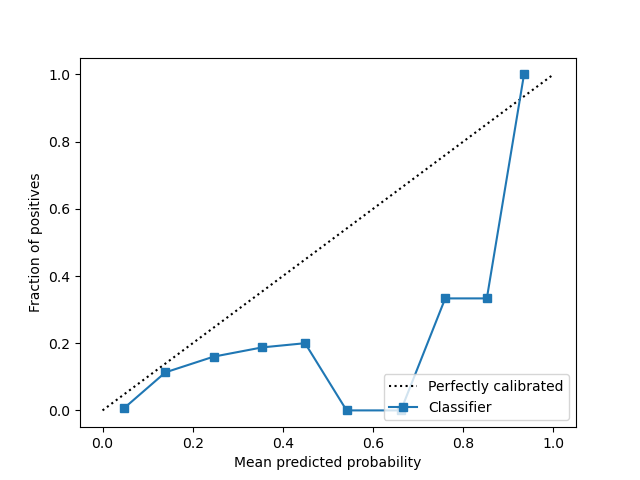 1.0
0.8
0.6
0.4
0.2
0.0
Fraction of positives
0.0 0.2 0.4 0.6 0.8 1.0
Mean predicted probability
Perfectly calibrated
Classifier